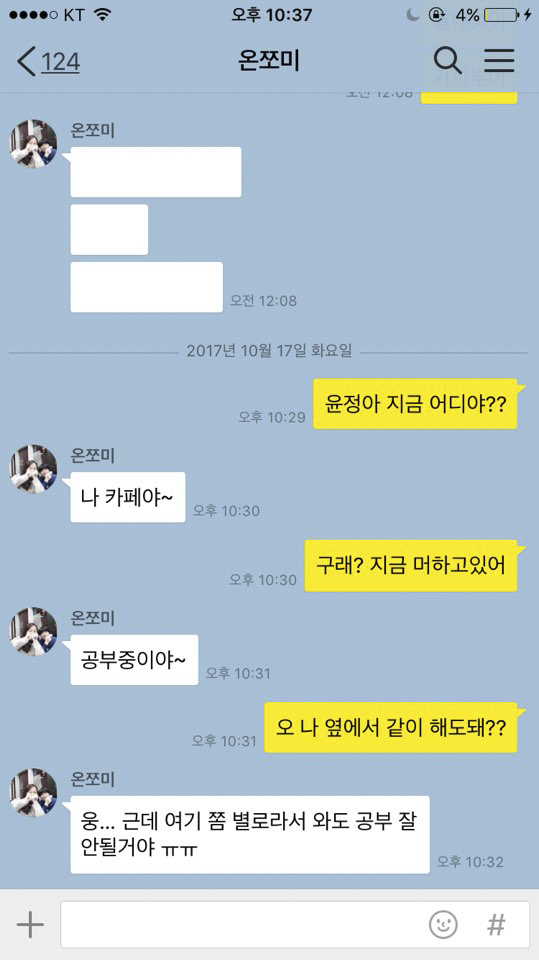 KT 오후 10:37 4%
124 온쪼미
오전 12:08
온쪼미
오전 12:08
2017년 10월 17일 화요일
윤정아 지금 어디야??
오후 10:29
온쪼미
나 카페야~
오후 10:30
구래? 지금 머하고있어
오후 10:30
온쪼미
공부중이야~
오후 10:31
오 나 옆에서 같이 해도돼??
오후 10:31
온쪼미
웅... 근데 여기 쫌 별로라서 와도 공부 잘
안될거야 ㅠㅠ
오후 10:32
#